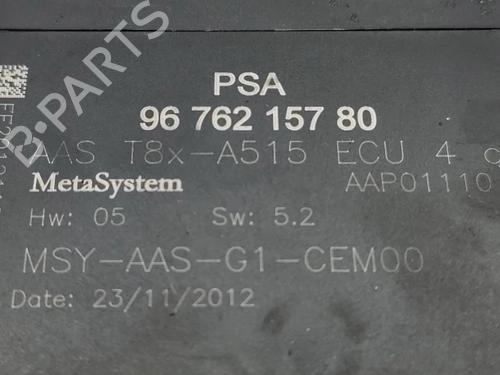 PSA
96 762 157 80
AAS T8x-A515 ECU 4
MetaSystem
AAP01110
Hw: 05 Sw: 5.2
MSY-AAS-G1-CEM00
Date: 23/11/2012
B-PARTS